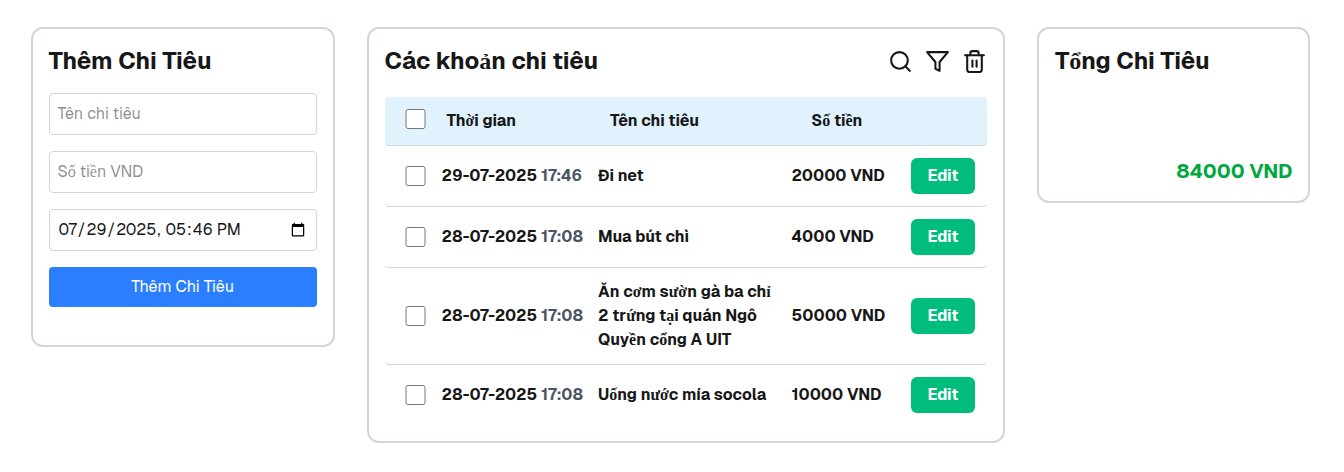 Thêm Chi Tiêu
Tên chi tiêu
Số tiền VND
07/29/2025, 05:46 PM
Thêm Chi Tiêu
Các khoản chi tiêu
Thời gian Tên chi tiêu Số tiền
29-07-2025 17:46 Đi net 20000 VND Edit
28-07-2025 17:08 Mua bút chì 4000 VND Edit
Ăn cơm sườn gà ba chỉ
28-07-2025 17:08 2 trứng tại quán Ngô 50000 VND Edit
Quyền cổng A UIT
28-07-2025 17:08 Uống nước mía socola 10000 VND Edit
Tổng Chi Tiêu
84000 VND